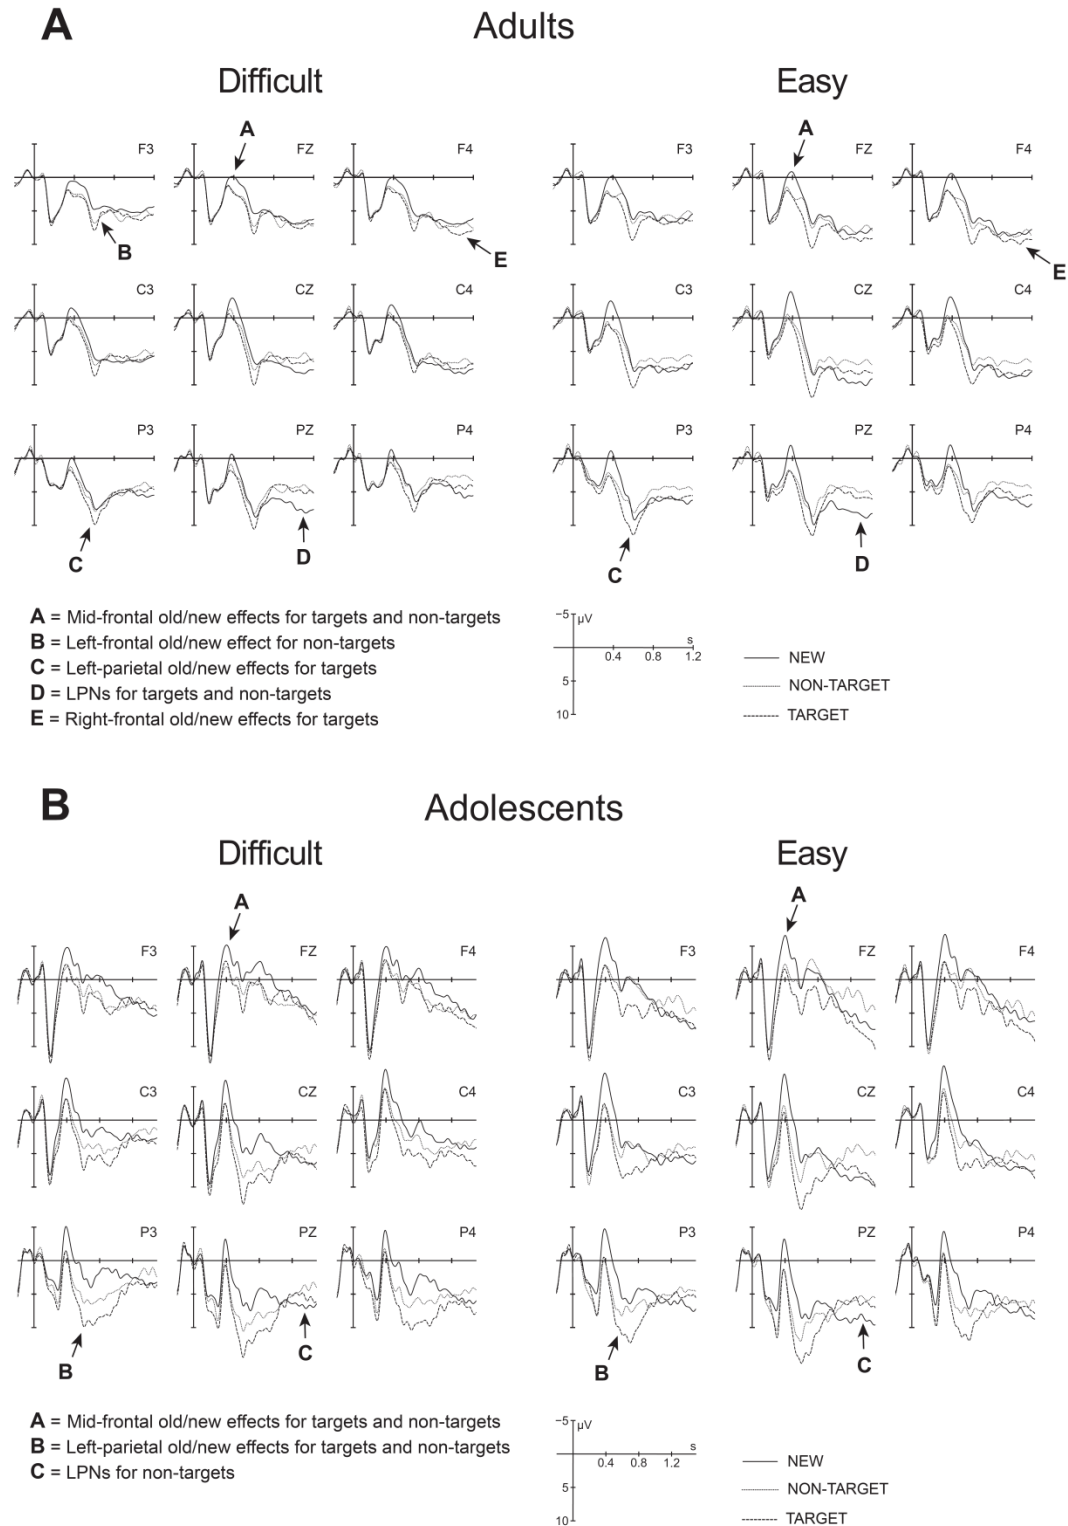 A
Adults
Difficult
Easy
A
A
F3
FZ
F4
F3
FZ
F4
B
E
E
C3
CZ
C4
C3
CZ
C4
P3
PZ
P4
P3
PZ
P4
C
D
C
D
A = Mid-frontal old/new effects for targets and non-targets
B = Left-frontal old/new effect for non-targets
C = Left-parietal old/new effects for targets
D = LPNs for targets and non-targets
E = Right-frontal old/new effects for targets
−5
µV
s
0.4 0.8 1.2
5
10
NEW
NON-TARGET
TARGET
B
Adolescents
Difficult
Easy
A
A
F3
FZ
F4
F3
FZ
F4
C3
CZ
C4
C3
CZ
C4
P3
PZ
P4
P3
PZ
P4
B
C
B
C
A = Mid-frontal old/new effects for targets and non-targets
B = Left-parietal old/new effects for targets and non-targets
C = LPNs for non-targets
−5
µV
s
0.4 0.8 1.2
5
10
NEW
NON-TARGET
TARGET